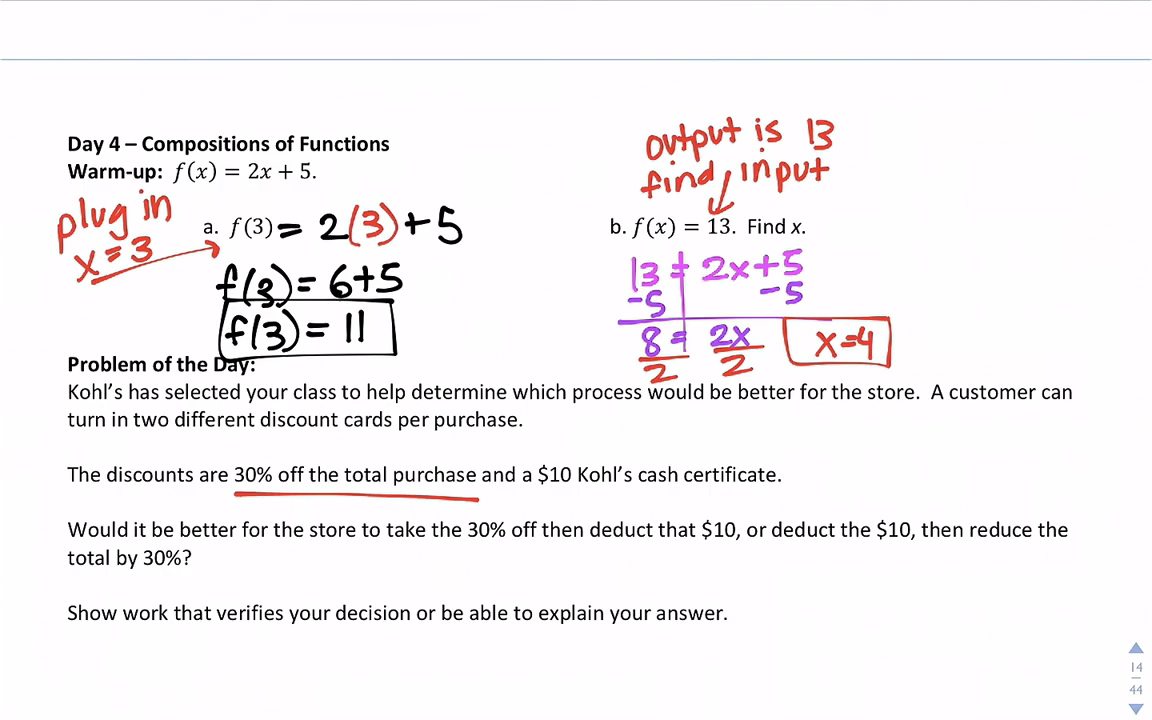 Day 4 – Compositions of Functions
Warm-up: f(x) = 2x + 5.
plug in
x = 3
a. f(3) = 2(3) + 5
f(3) = 6 + 5
f(3) = 11
output is 13
find input
b. f(x) = 13. Find x.
13 = 2x + 5
-5 -5
8 = 2x
2 2
x = 4
Problem of the Day:
Kohl's has selected your class to help determine which process would be better for the store. A customer can
turn in two different discount cards per purchase.
The discounts are 30% off the total purchase and a $10 Kohl's cash certificate.
Would it be better for the store to take the 30% off then deduct that $10, or deduct the $10, then reduce the
total by 30%?
Show work that verifies your decision or be able to explain your answer.
14
44